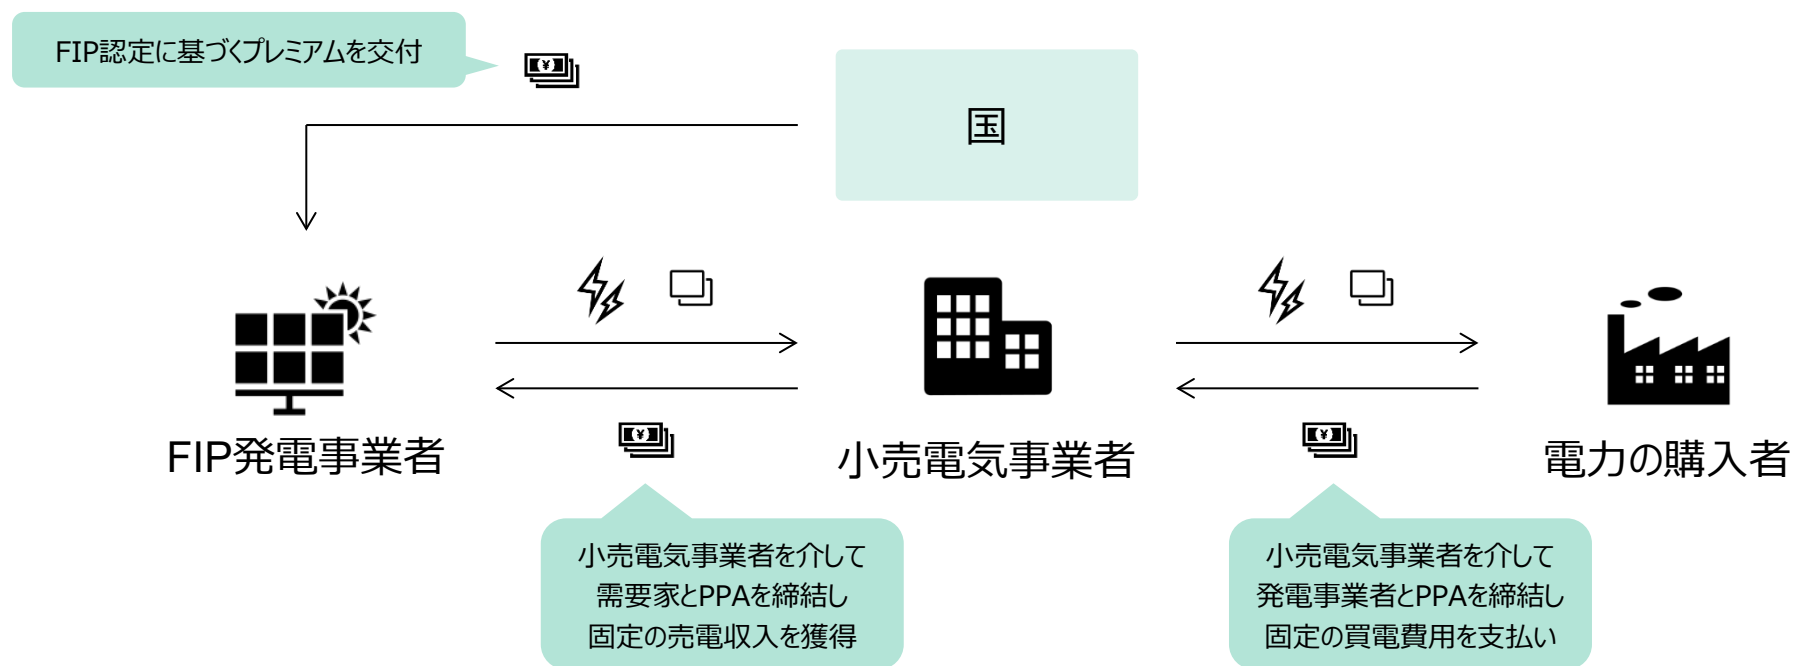 FIP認定に基づくプレミアムを交付
国
FIP発電事業者
小売電気事業者
電力の購入者
小売電気事業者を介して
需要家とPPAを締結し
固定の売電収入を獲得
小売電気事業者を介して
発電事業者とPPAを締結し
固定の買電費用を支払い